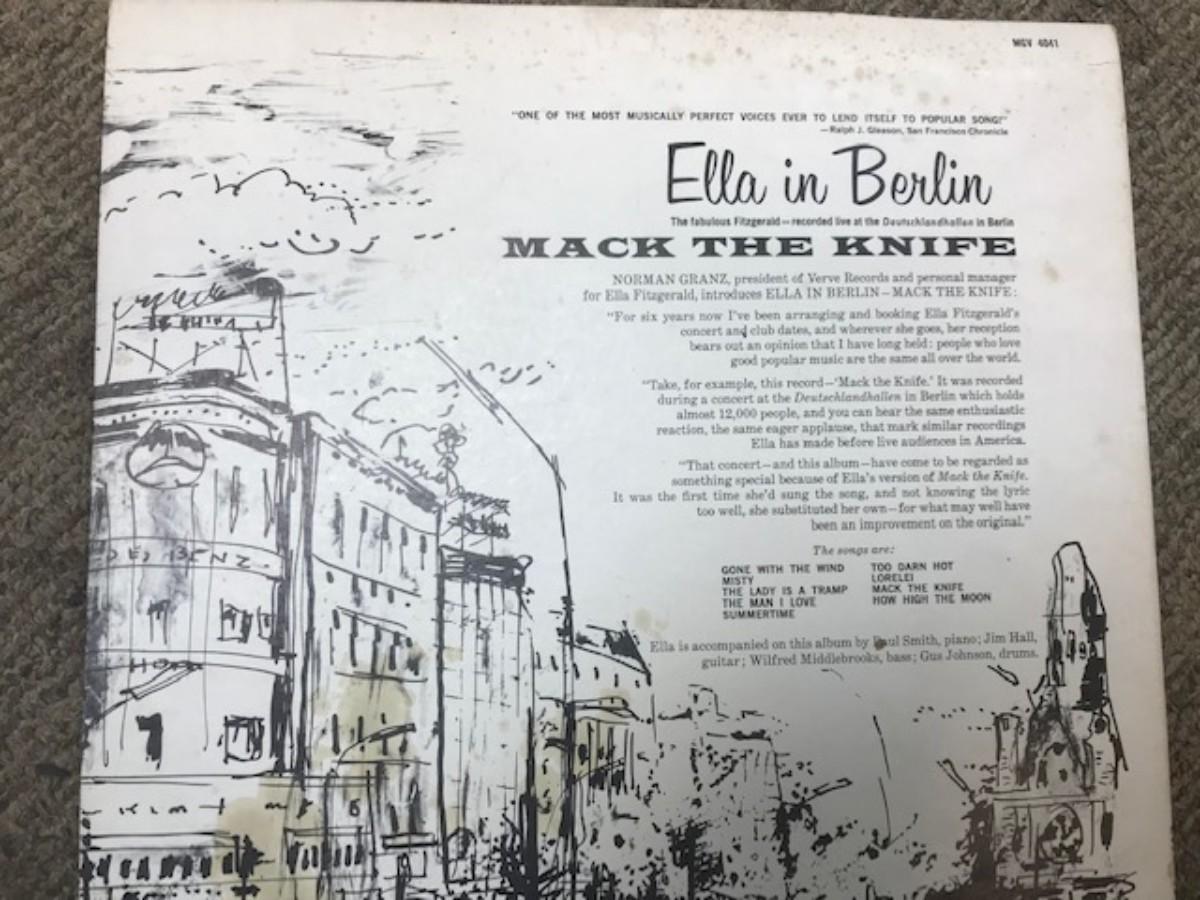 MGV 4041
"ONE OF THE MOST MUSICALLY PERFECT VOICES EVER TO LEND ITSELF TO POPULAR SONG!"
—Ralph J. Gleason, San Francisco Chronicle
Ella in Berlin
The fabulous Fitzgerald—recorded live at the Deutschlandhallen in Berlin
MACK THE KNIFE
NORMAN GRANZ, president of Verve Records and personal manager
for Ella Fitzgerald, introduces ELLA IN BERLIN—MACK THE KNIFE:
"For six years now I've been arranging and booking Ella Fitzgerald's
concert and club dates, and wherever she goes, her reception
bears out an opinion that I have long held: people who love
good popular music are the same all over the world.
"Take, for example, this record—'Mack the Knife.' It was recorded
during a concert at the Deutschlandhallen in Berlin which holds
almost 12,000 people, and you can hear the same enthusiastic
reaction, the same eager applause, that mark similar recordings
Ella has made before live audiences in America.
"That concert—and this album—have come to be regarded as
something special because of Ella's version of Mack the Knife.
It was the first time she'd sung the song, and not knowing the lyric
too well, she substituted her own—for what may well have
been an improvement on the original."
The songs are:
GONE WITH THE WIND
MISTY
THE LADY IS A TRAMP
THE MAN I LOVE
SUMMERTIME
TOO DARN HOT
LORELEI
MACK THE KNIFE
HOW HIGH THE MOON
Ella is accompanied on this album by Paul Smith, piano; Jim Hall,
guitar; Wilfred Middlebrooks, bass; Gus Johnson, drums.
BENZ